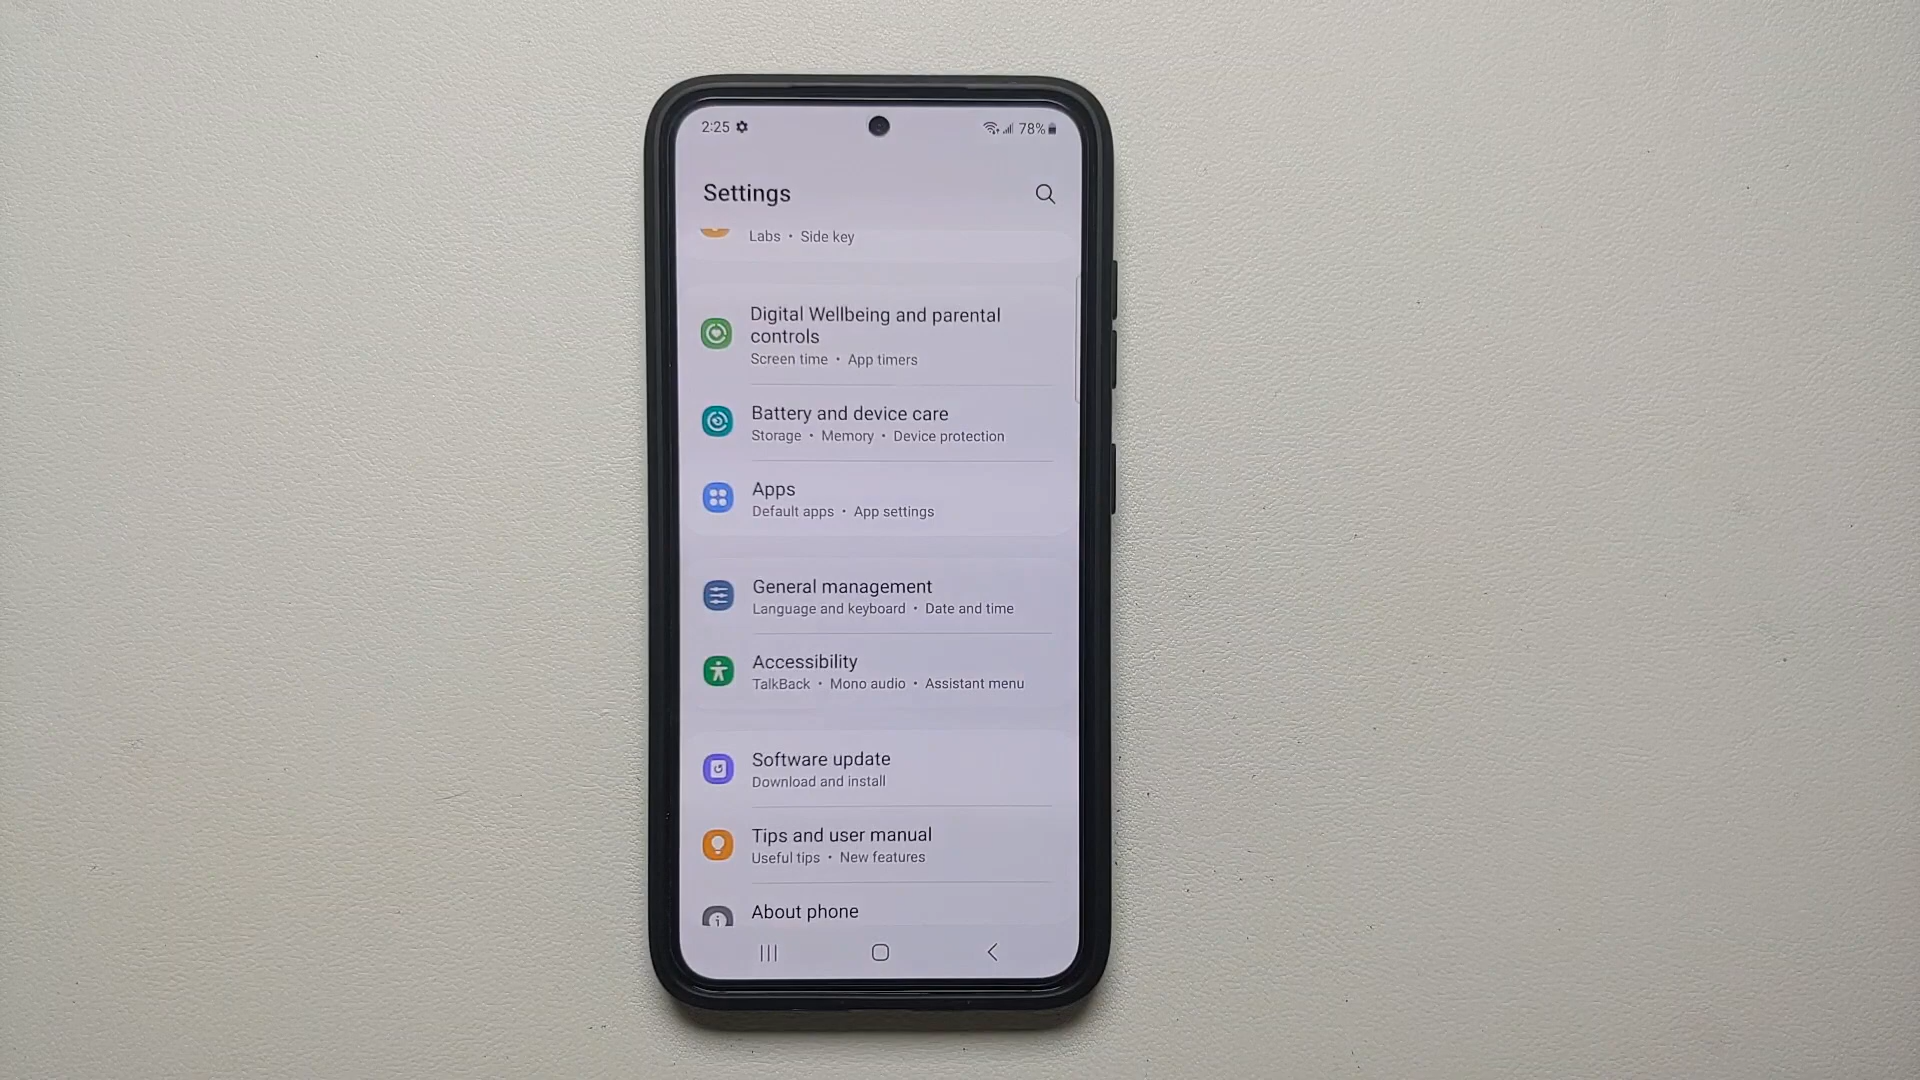 2:25 78%
Settings
Labs • Side key
Digital Wellbeing and parental
controls
Screen time • App timers
Battery and device care
Storage • Memory • Device protection
Apps
Default apps • App settings
General management
Language and keyboard • Date and time
Accessibility
TalkBack • Mono audio • Assistant menu
Software update
Download and install
Tips and user manual
Useful tips • New features
About phone